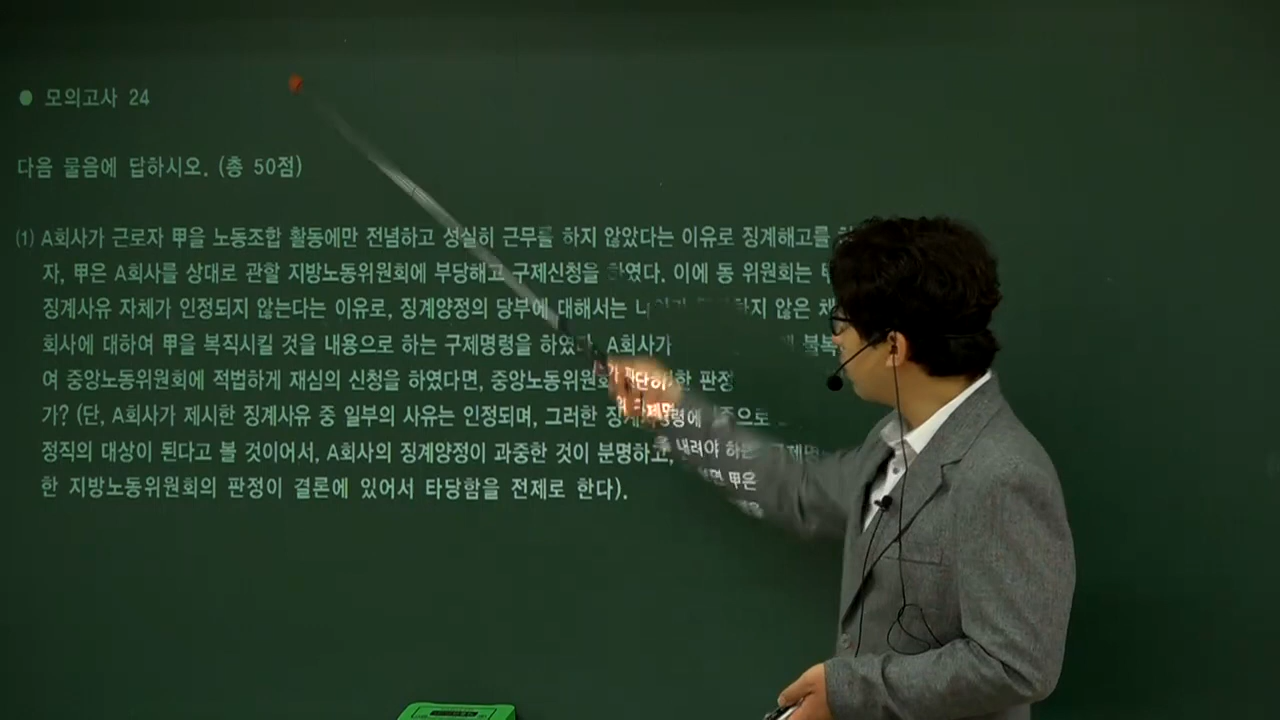 ● 모의고사 24
다음 물음에 답하시오. (총 50점)
(1) A회사가 근로자 甲을 노동조합 활동에만 전념하고 성실히 근무를 하지 않았다는 이유로 징계해고를
자, 甲은 A회사를 상대로 관할 지방노동위원회에 부당해고 구제신청을 하였다. 이에 동 위원회는
징계사유 자체가 인정되지 않는다는 이유로, 징계양정의 당부에 대해서는 하지 않은
회사에 대하여 甲을 복직시킬 것을 내용으로 하는 구제명령을 하였다. A회사가
여 중앙노동위원회에 적법하게 재심의 신청을 하였다면, 중앙노동위원회가 판정
가? (단, A회사가 제시한 징계사유 중 일부의 사유는 인정되며, 그러한
정직의 대상이 된다고 볼 것이어서, A회사의 징계양정이 과중한 것이 분명하고, 내려야 하는
한 지방노동위원회의 판정이 결론에 있어서 타당함을 전제로 한다). 甲은